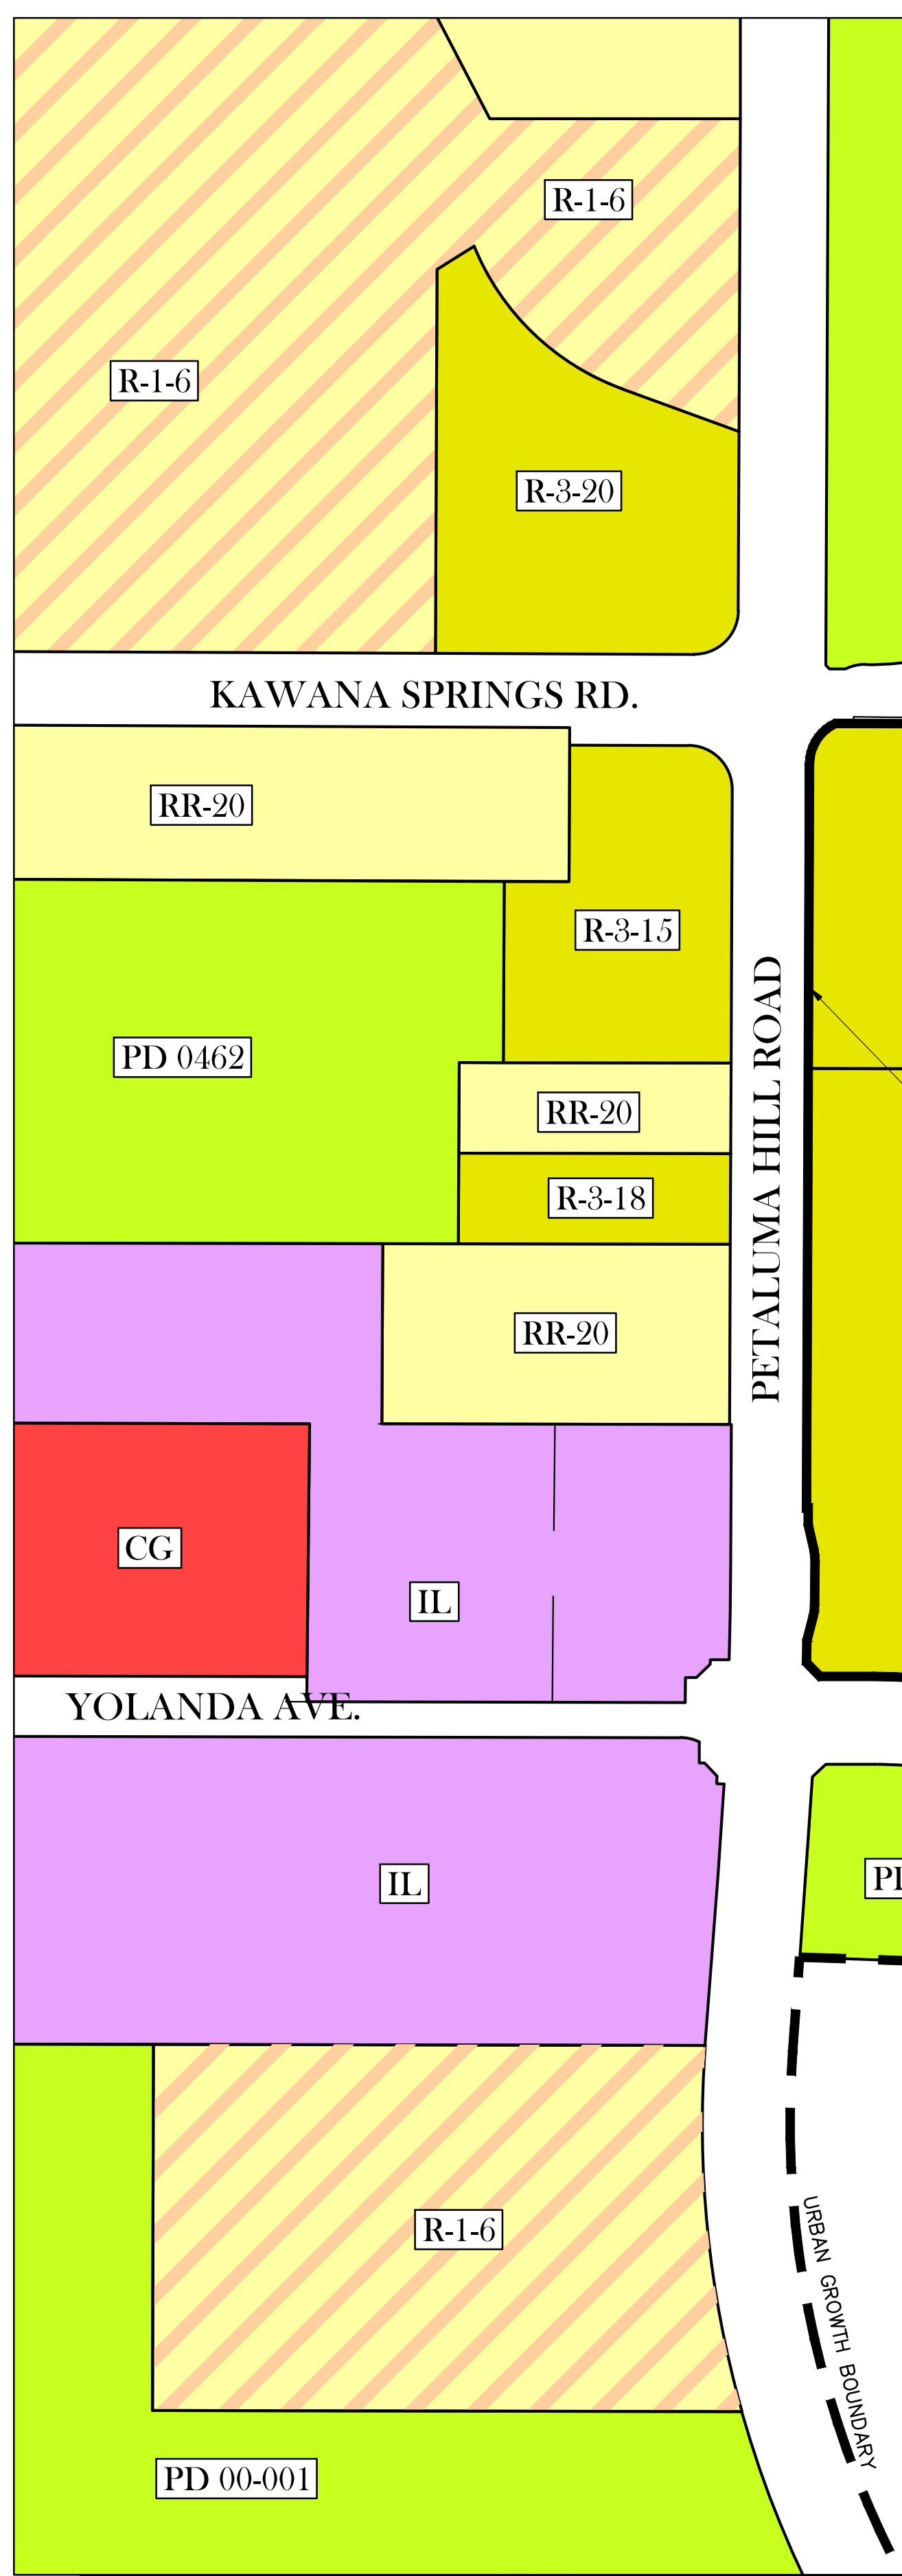 R-1-6
R-1-6
R-3-20
KAWANA SPRINGS RD.
RR-20
R-3-15
PETALUMA HILL ROAD
PD 0462
RR-20
R-3-18
RR-20
CG
IL
YOLANDA AVE.
IL
URBAN GROWTH BOUNDARY
R-1-6
PD 00-001